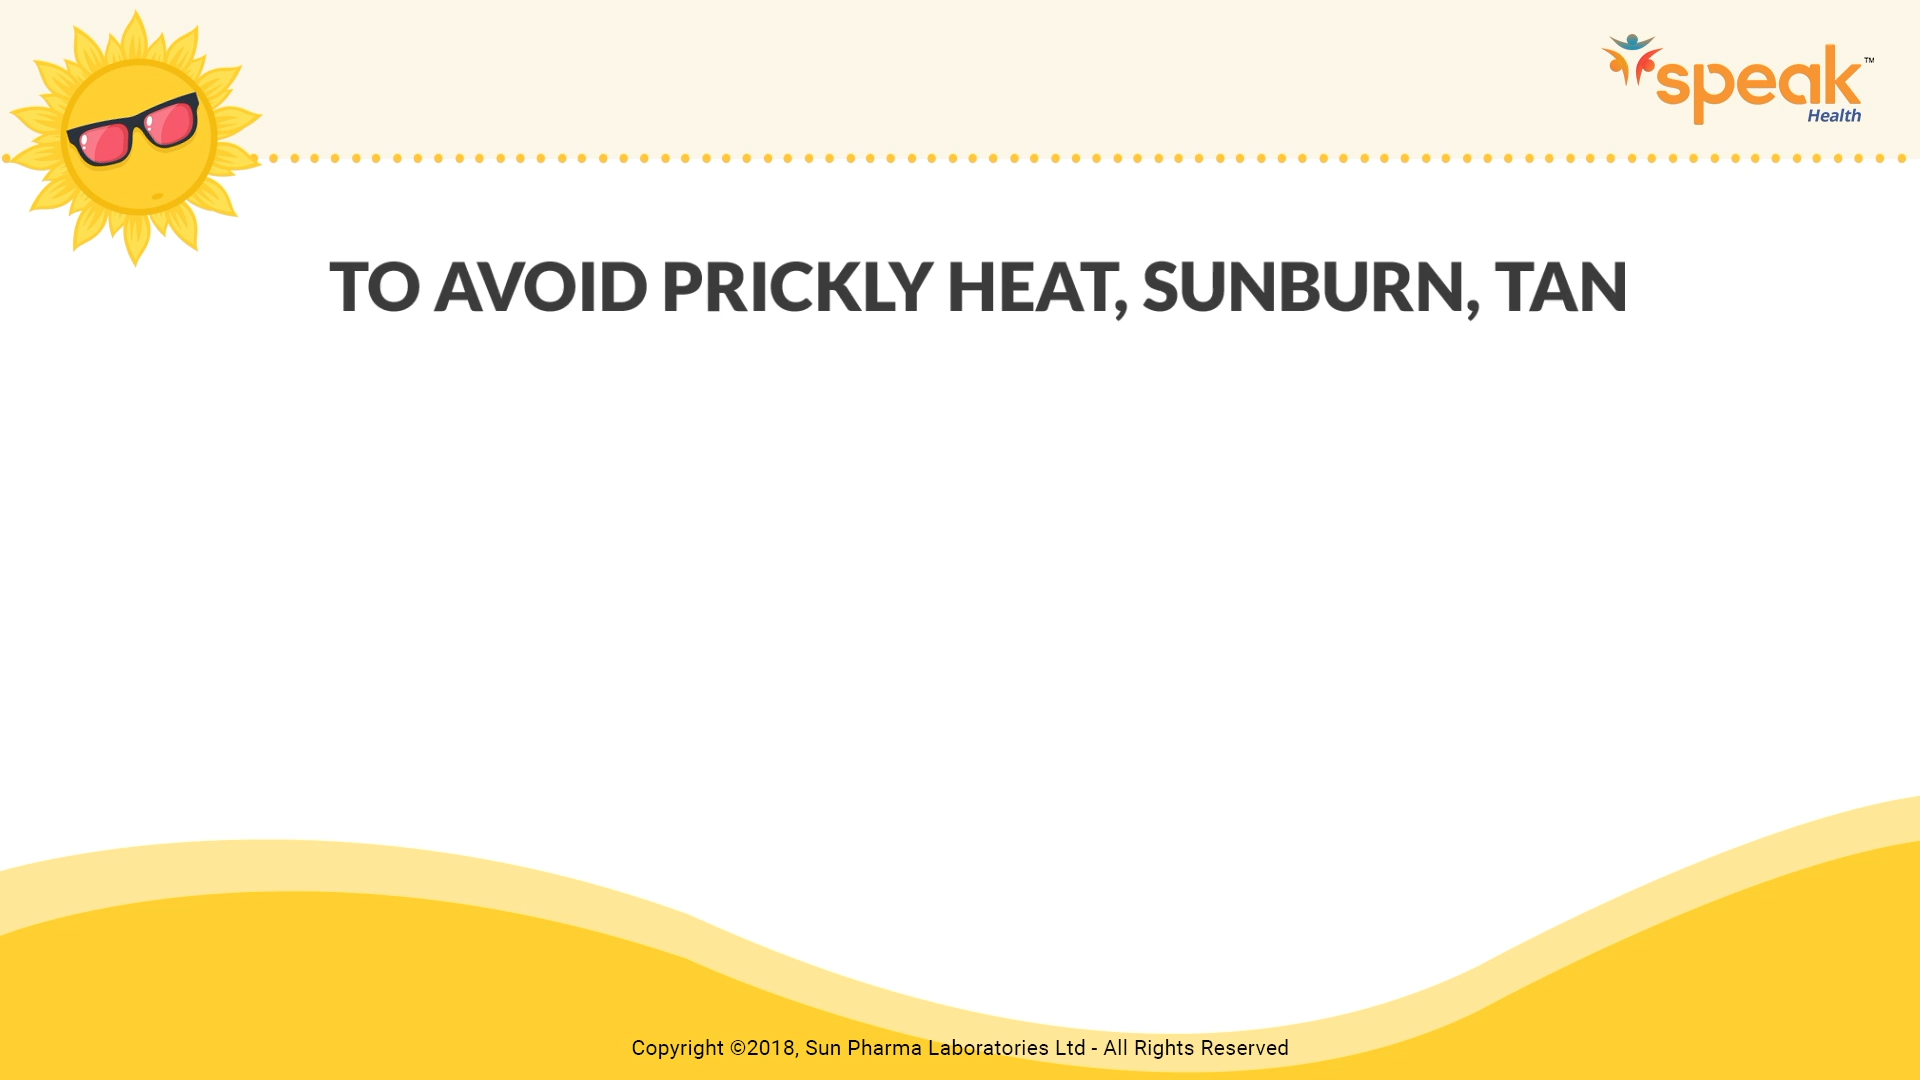 speak™
Health
TO AVOID PRICKLY HEAT, SUNBURN, TAN
Copyright ©2018, Sun Pharma Laboratories Ltd - All Rights Reserved